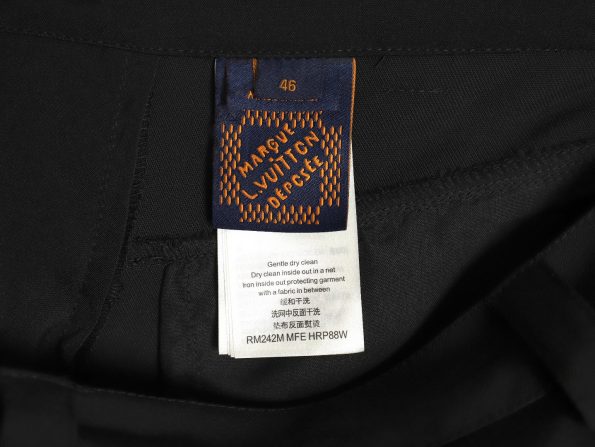 46
MARQUE
L.VUITTON
DÉPOSÉE
Gentle dry clean
Dry clean inside out in a net
Iron inside out protecting garment
with a fabric in between
缓和干洗
洗网中反面干洗
垫布反面熨烫
RM242M MFE HRP88W